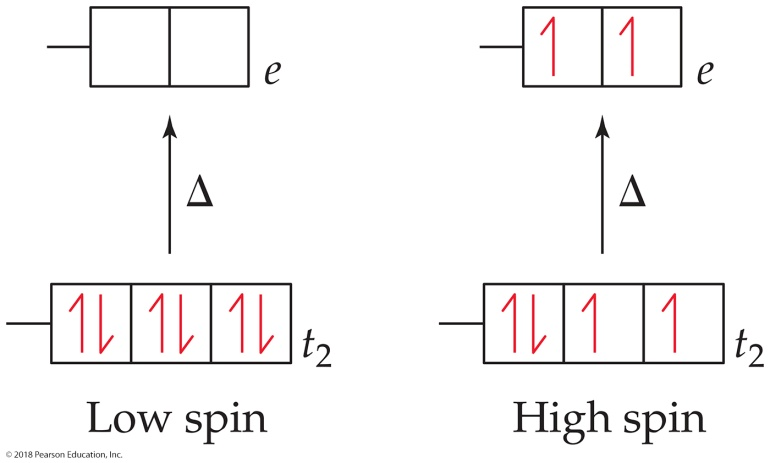 e
e
Δ
Δ
t2
t2
Low spin
High spin
© 2018 Pearson Education, Inc.